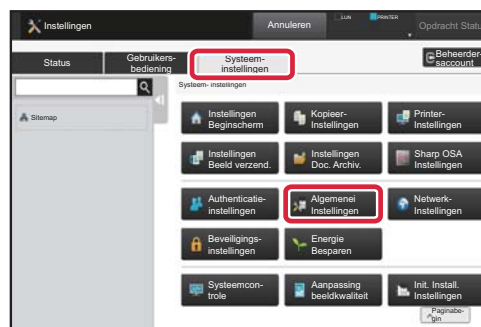 Instellingen
Annuleren
LIJN
PRINTER
Opdracht Statu
Status
Gebruikers-
bediening
Systeem-
instellingen
Beheerder-
saccount
Systeem- instellingen
Sitemap
Instellingen
Beginscherm
Kopieer-
Instellingen
Printer-
Instellingen
Instellingen
Beeld verzend.
Instellingen
Doc. Archiv.
Sharp OSA
Instellingen
Authenticatie-
instellingen
Algemenei
Instellingen
Netwerk-
Instellingen
Beveiligings-
instellingen
Energie
Besparen
Systeemcon-
trole
Aanpassing
beeldkwaliteit
Init. Install.
Instellingen
Paginabe-
gin